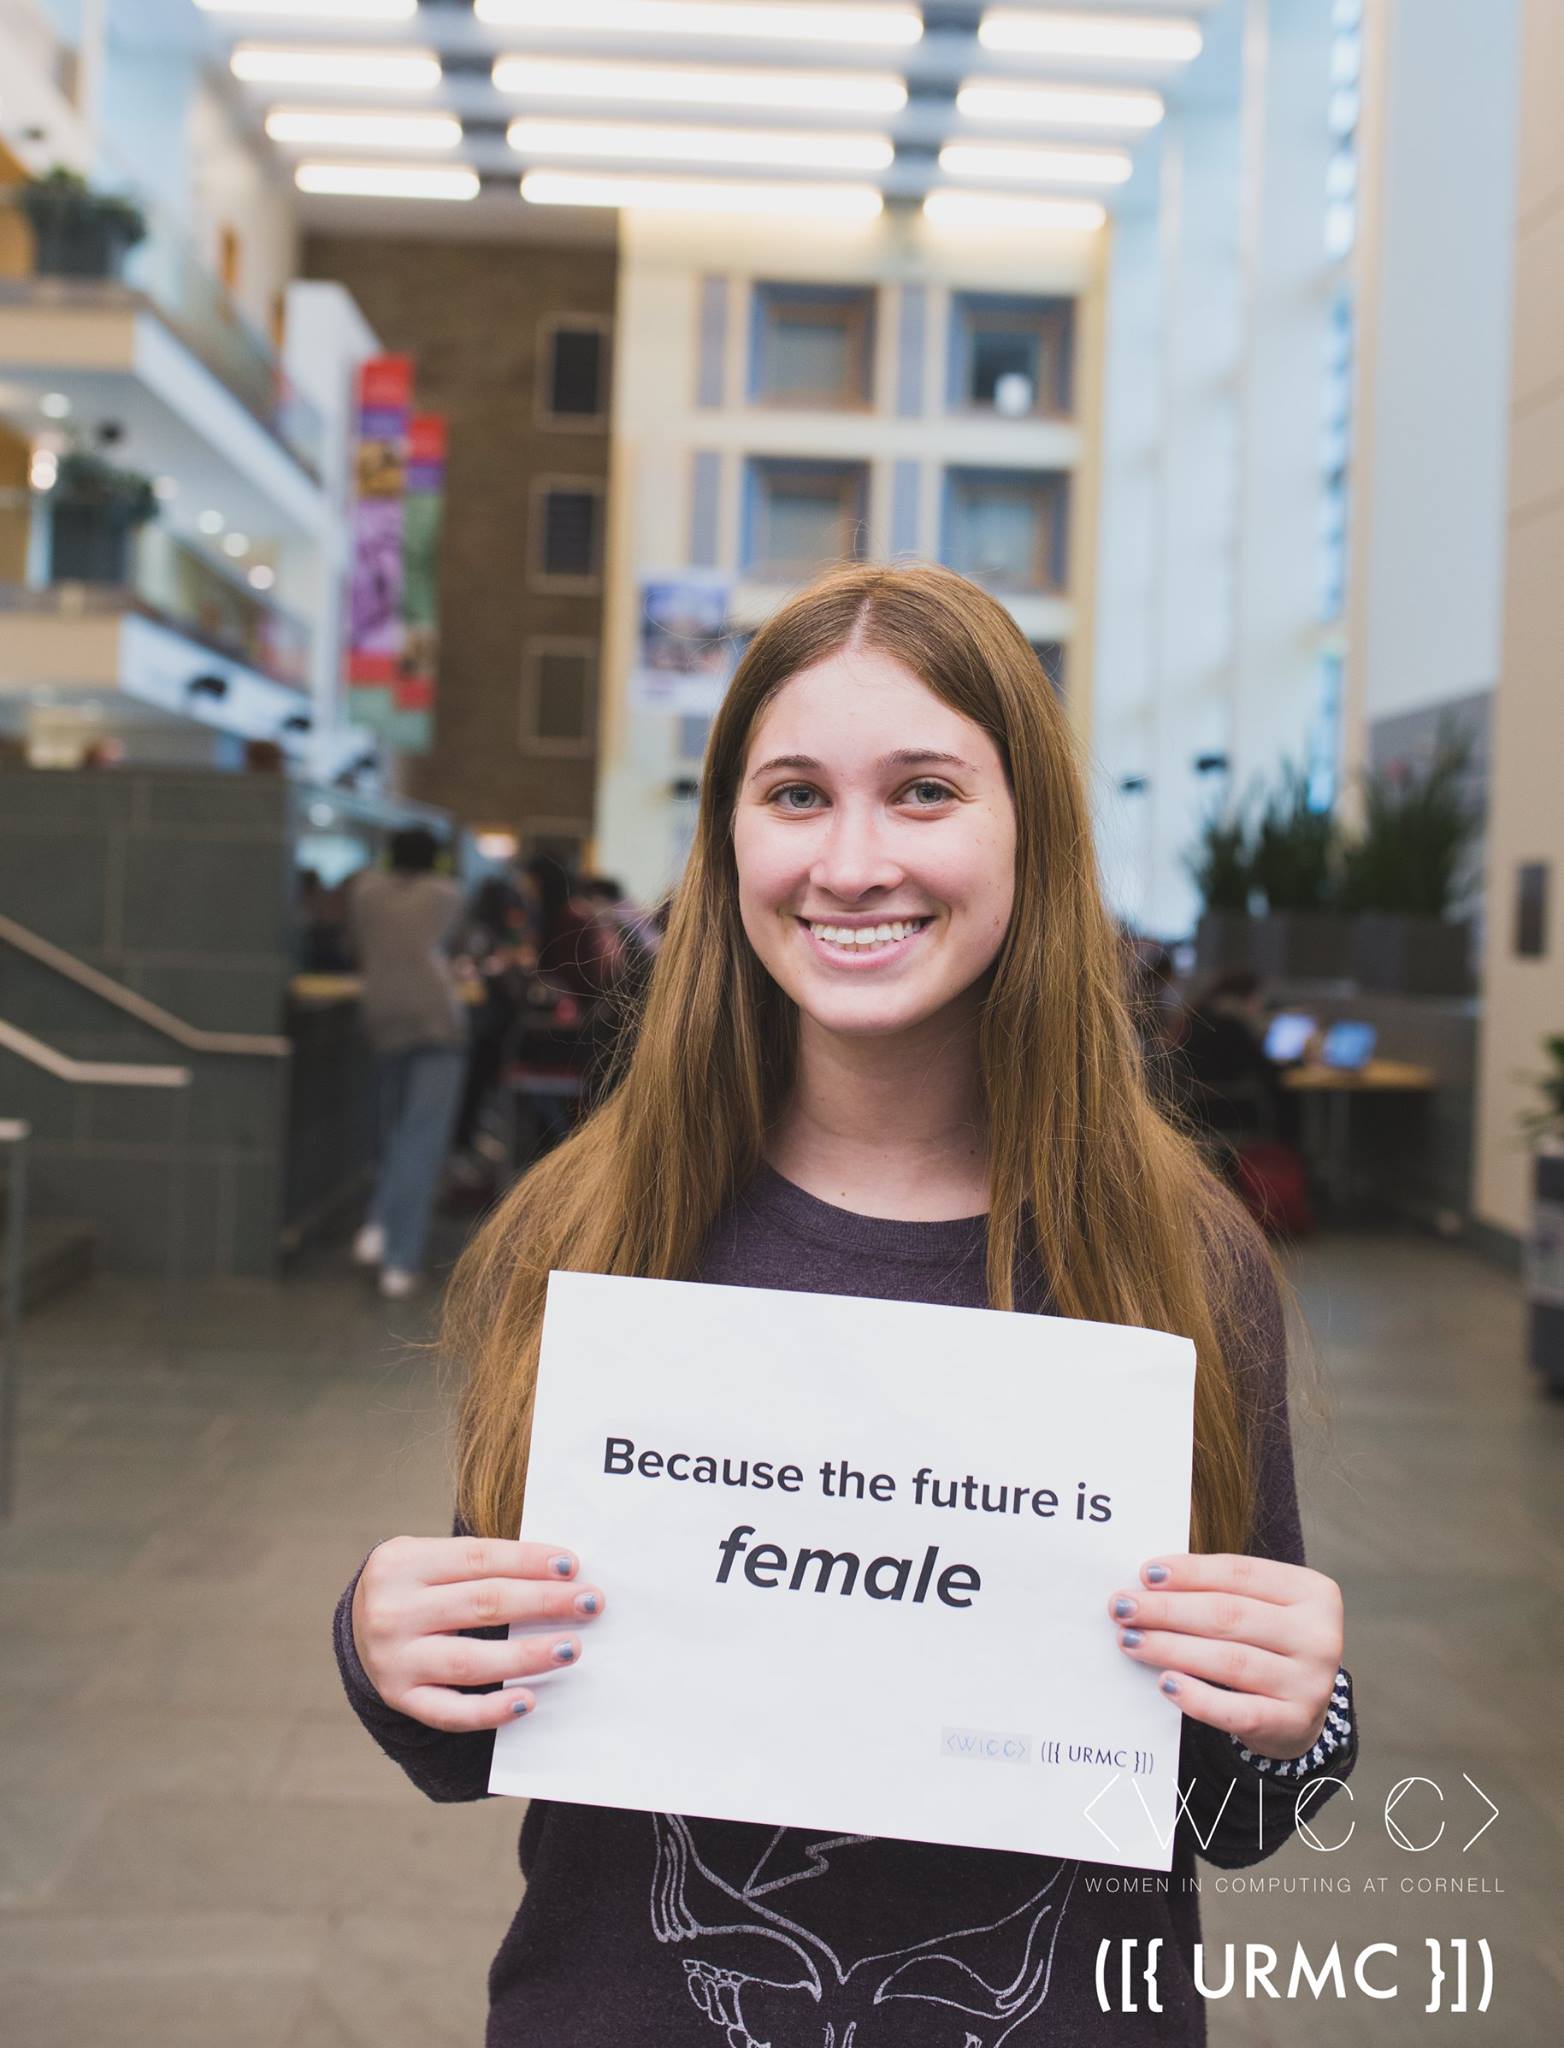 Because the future is
female
<WICC> ([{ URMC }])
<WICC>
WOMEN IN COMPUTING AT CORNELL
([{ URMC }])